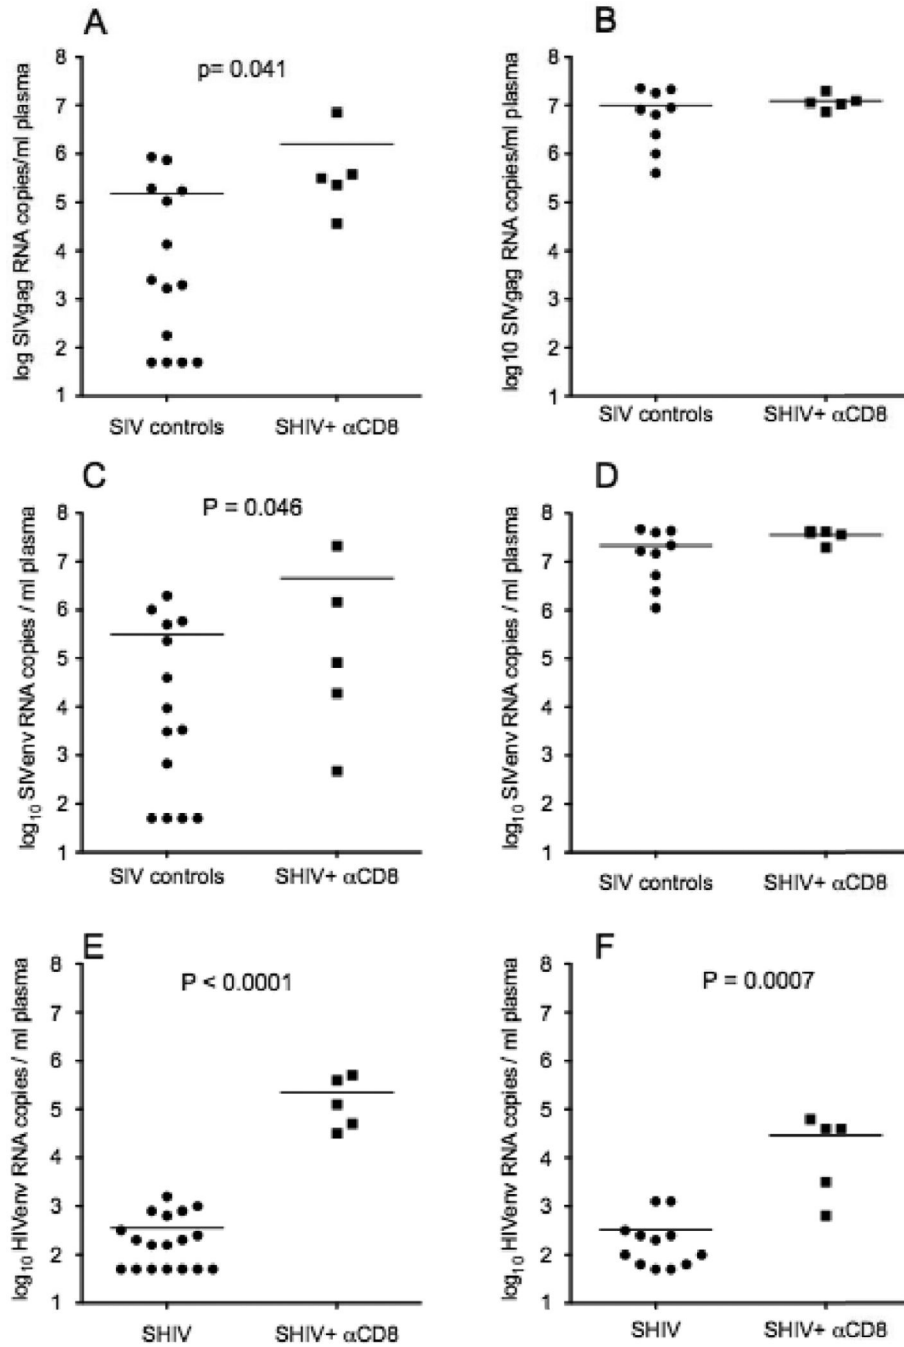 A
p= 0.041
log SIVgag RNA copies/ml plasma
8
7
6
5
4
3
2
1
SIV controls SHIV+ αCD8
B
log10 SIVgag RNA copies/ml plasma
8
7
6
5
4
3
2
1
SIV controls SHIV+ αCD8
C
P = 0.046
log10 SIVenv RNA copies / ml plasma
8
7
6
5
4
3
2
1
SIV controls SHIV+ αCD8
D
log10 SIVenv RNA copies / ml plasma
8
7
6
5
4
3
2
1
SIV controls SHIV+ αCD8
E
P < 0.0001
log10 HIVenv RNA copies / ml plasma
8
7
6
5
4
3
2
1
SHIV SHIV+ αCD8
F
P = 0.0007
log10 HIVenv RNA copies / ml plasma
8
7
6
5
4
3
2
1
SHIV SHIV+ αCD8